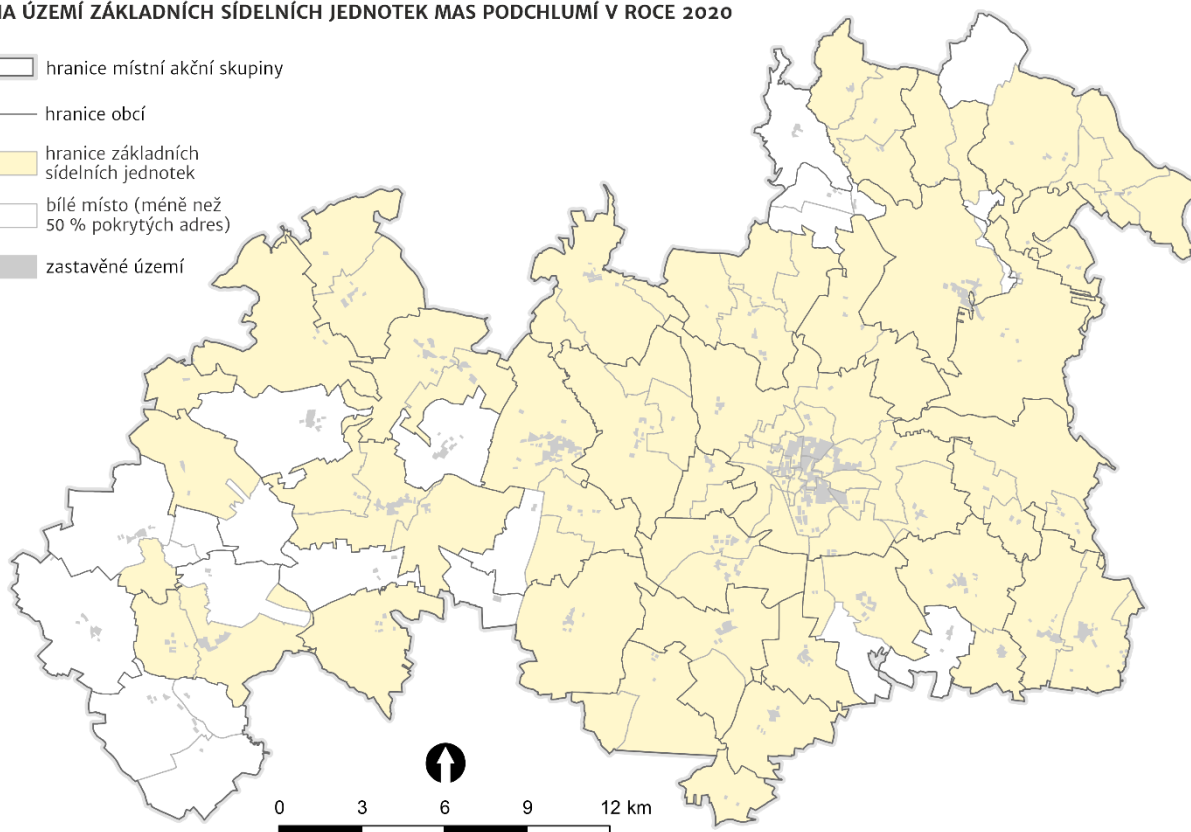 NA ÚZEMÍ ZÁKLADNÍCH SÍDELNÍCH JEDNOTEK MAS PODCHLUMÍ V ROCE 2020
hranice místní akční skupiny
hranice obcí
hranice základních
sídelních jednotek
bílé místo (méně než
50 % pokrytých adres)
zastavěné území
0 3 6 9 12 km